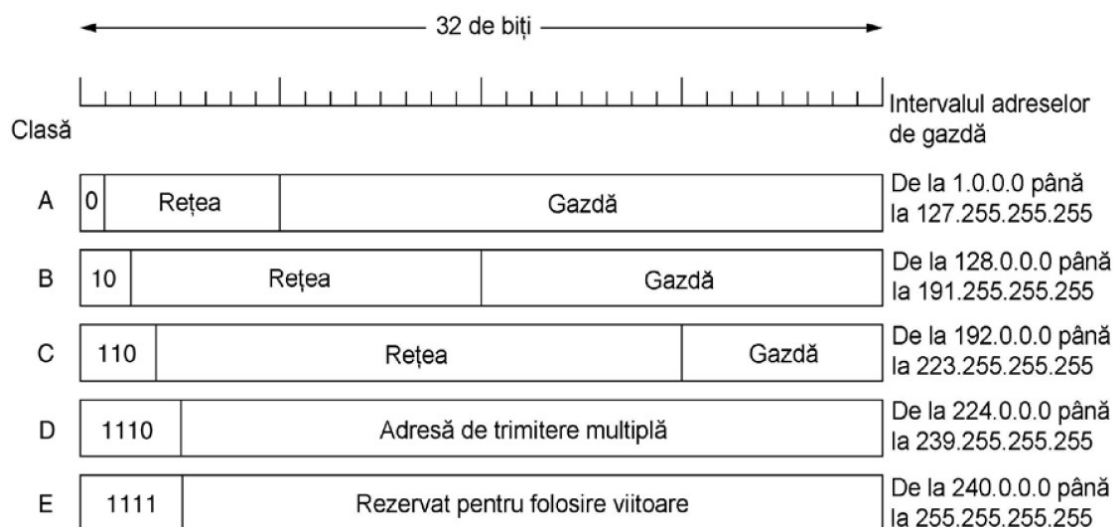 32 de biți
Intervalul adreselor
Clasă
de gazdă
A 0 Rețea Gazdă De la 1.0.0.0 până
la 127.255.255.255
B 10 Rețea Gazdă De la 128.0.0.0 până
la 191.255.255.255
C 110 Rețea Gazdă De la 192.0.0.0 până
la 223.255.255.255
D 1110 Adresă de trimitere multiplă De la 224.0.0.0 până
la 239.255.255.255
E 1111 Rezervat pentru folosire viitoare De la 240.0.0.0 până
la 255.255.255.255